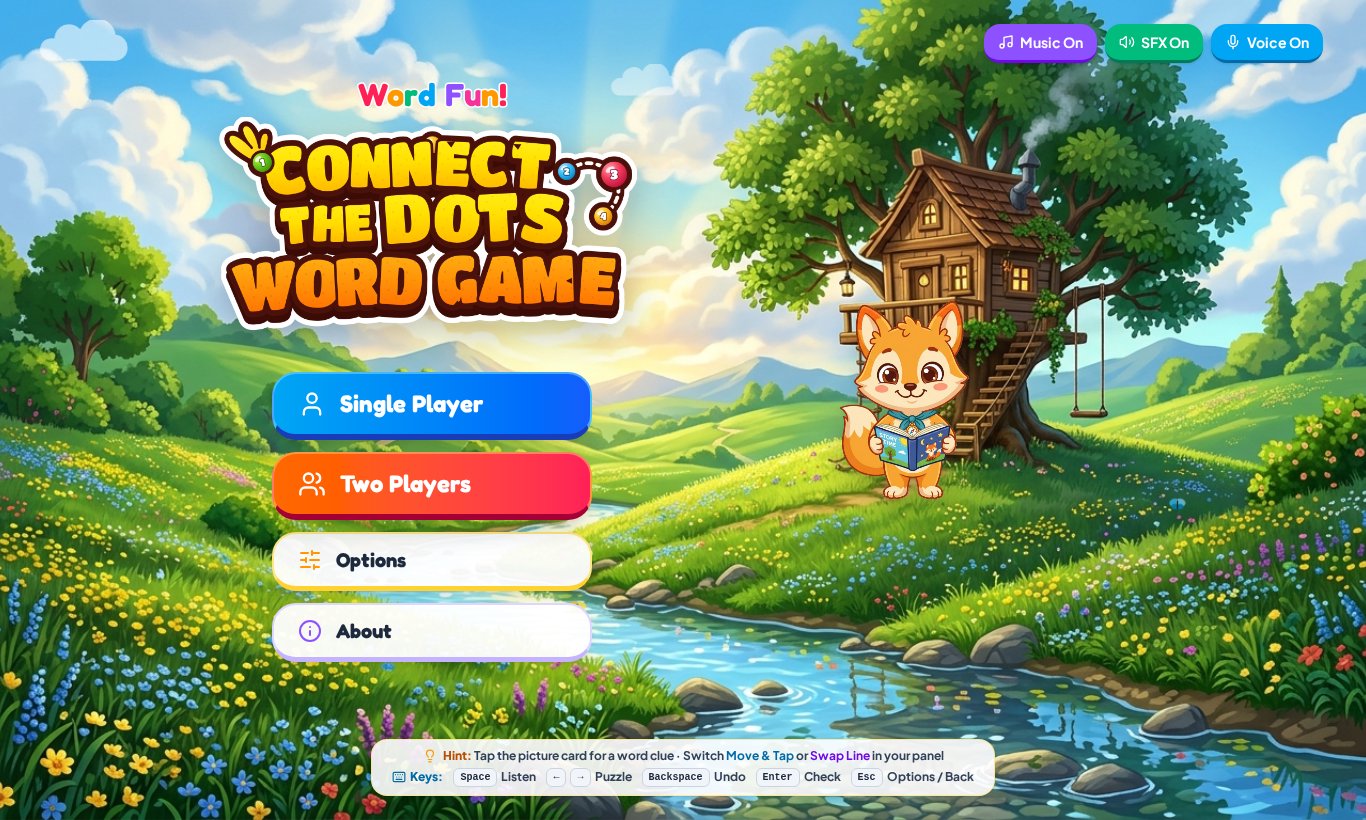 Music On
SFX On
Voice On
Word Fun!
1
CONNECT
2
3
THE DOTS
4
WORD GAME
Single Player
STORY
TIME
Two Players
Options
About
Hint: Tap the picture card for a word clue · Switch Move & Tap or Swap Line in your panel
Keys: Space Listen ← → Puzzle Backspace Undo Enter Check Esc Options / Back